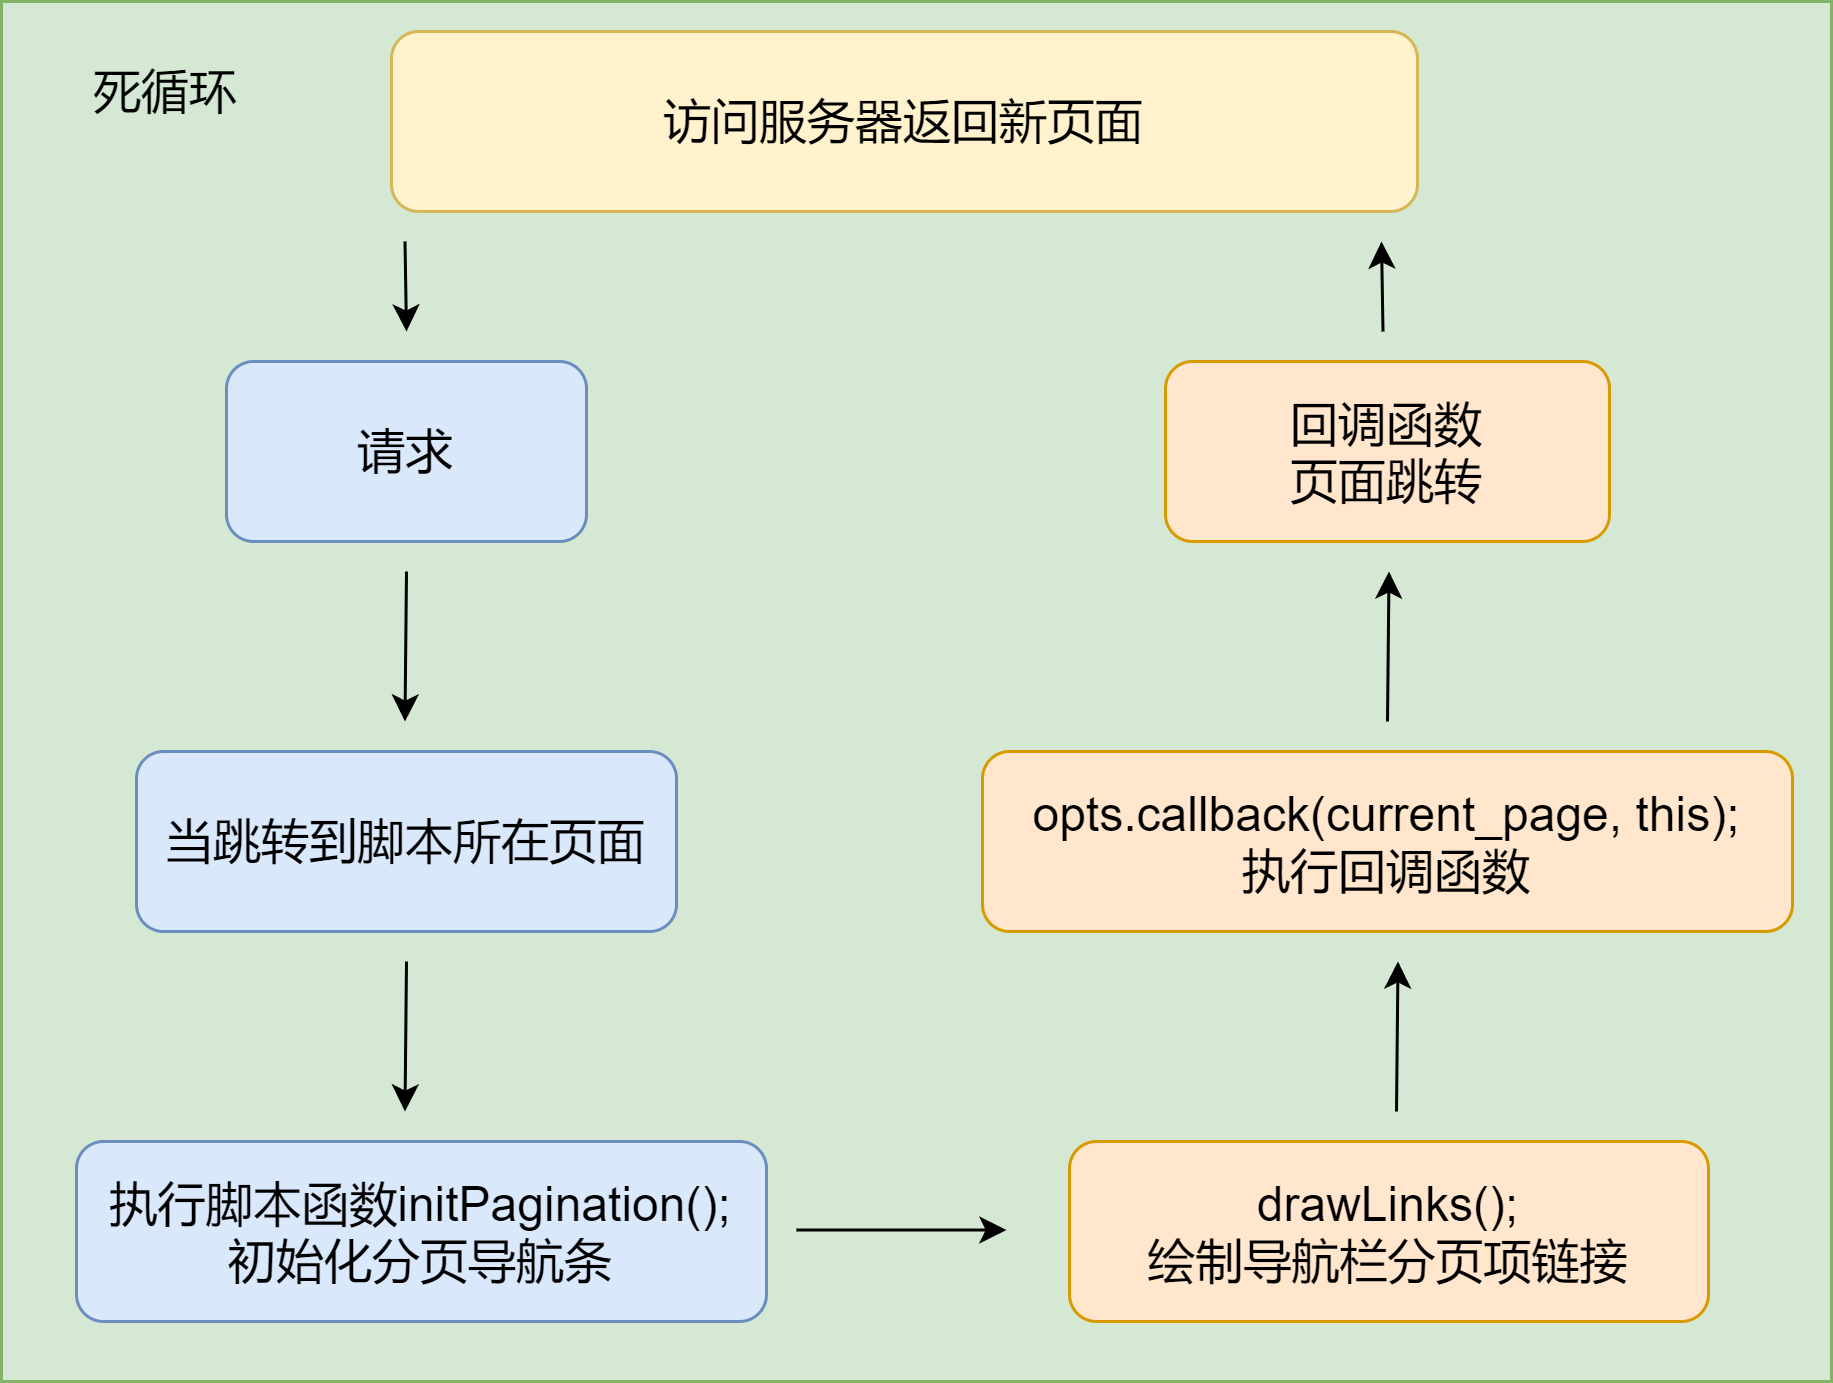 死循环
访问服务器返回新页面
请求
回调函数
页面跳转
当跳转到脚本所在页面
opts.callback(current_page, this);
执行回调函数
执行脚本函数initPagination();
初始化分页导航条
drawLinks();
绘制导航栏分页项链接